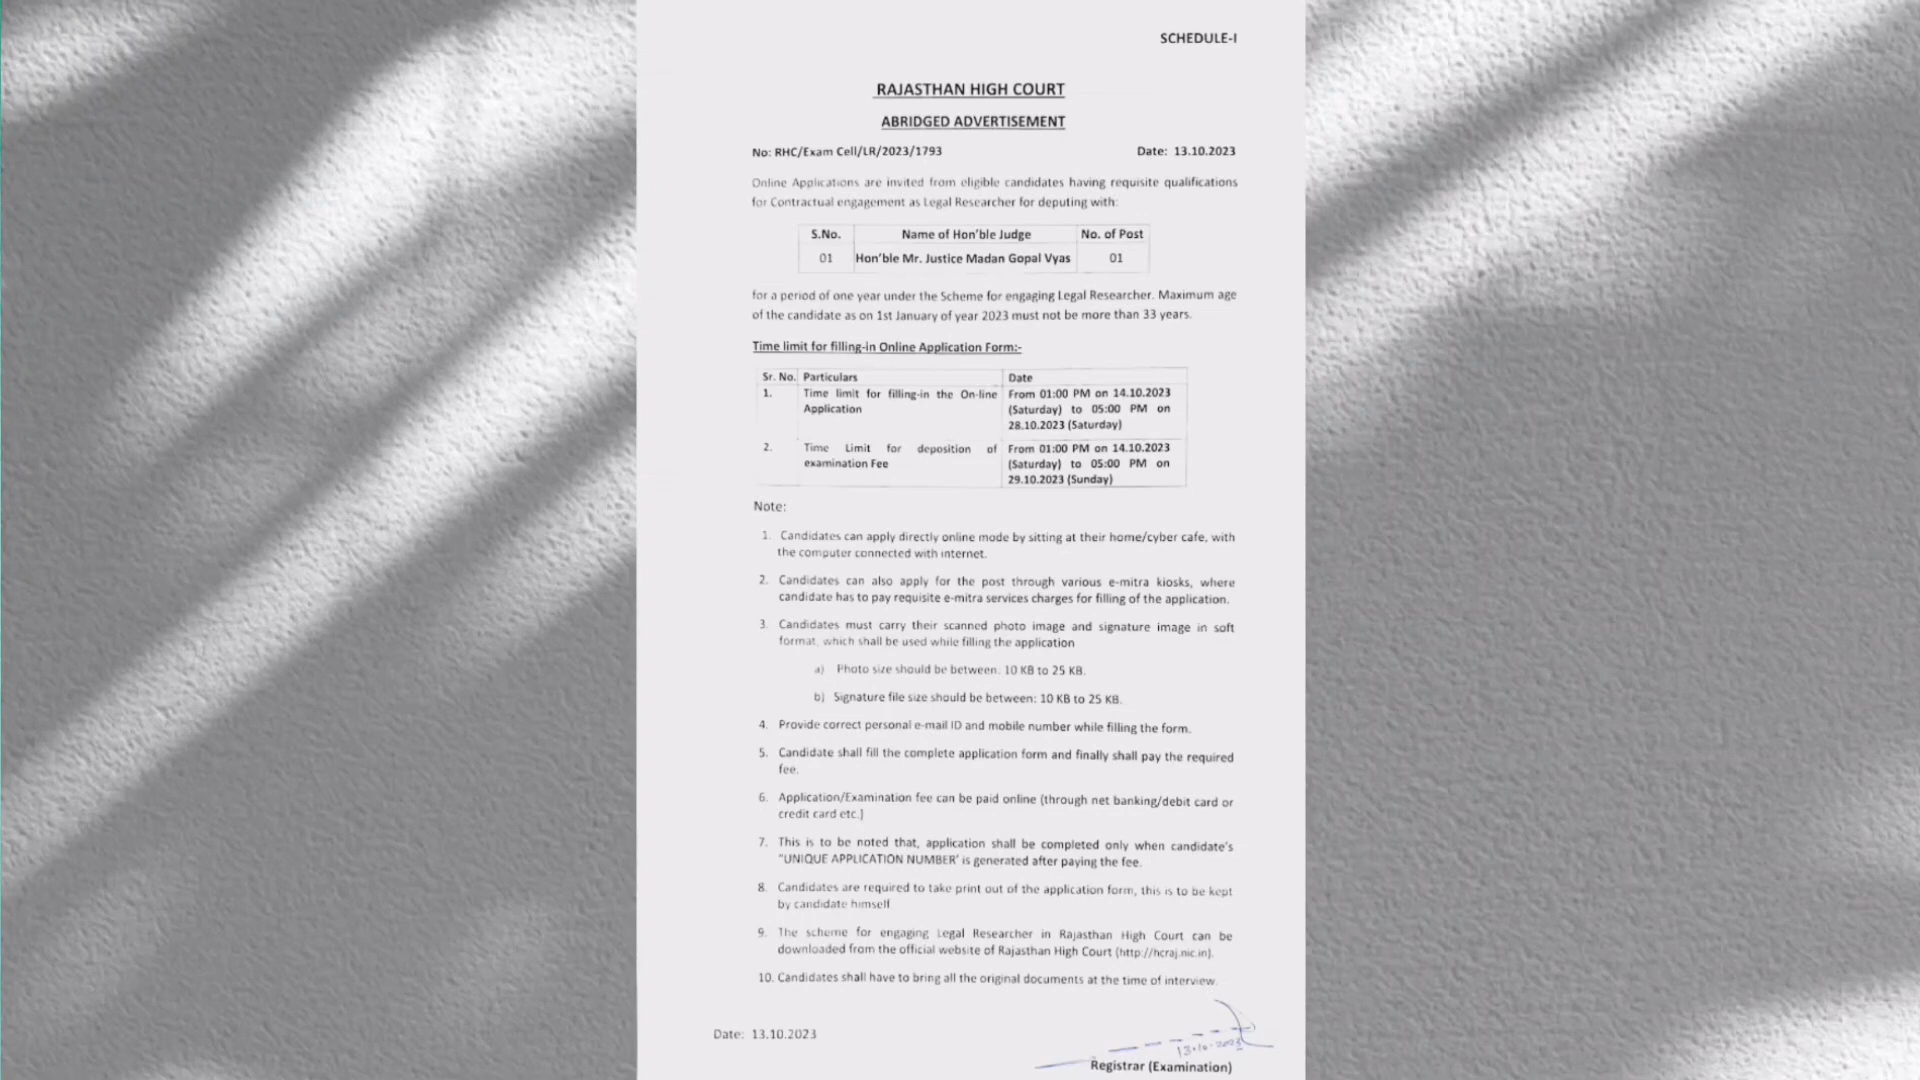 SCHEDULE-I
RAJASTHAN HIGH COURT
ABRIDGED ADVERTISEMENT
No: RHC/Exam Cell/LR/2023/1793 Date: 13.10.2023
Online Applications are invited from eligible candidates having requisite qualifications
for Contractual engagement as Legal Researcher for deputing with:
S.No. Name of Hon'ble Judge No. of Post
01 Hon'ble Mr. Justice Madan Gopal Vyas 01
for a period of one year under the Scheme for engaging Legal Researcher. Maximum age
of the candidate as on 1st January of year 2023 must not be more than 33 years.
Time limit for filling-in Online Application Form:-
Sr. No. Particulars Date
1. Time limit for filling-in the On-line From 01:00 PM on 14.10.2023
Application (Saturday) to 05:00 PM on
28.10.2023 (Saturday)
2. Time Limit for deposition of From 01:00 PM on 14.10.2023
examination Fee (Saturday) to 05:00 PM on
29.10.2023 (Sunday)
Note:
1. Candidates can apply directly online mode by sitting at their home/cyber cafe, with
the computer connected with internet.
2. Candidates can also apply for the post through various e-mitra kiosks, where
candidate has to pay requisite e-mitra services charges for filling of the application.
3. Candidates must carry their scanned photo image and signature image in soft
format, which shall be used while filling the application
a) Photo size should be between: 10 KB to 25 KB.
b) Signature file size should be between: 10 KB to 25 KB.
4. Provide correct personal e-mail ID and mobile number while filling the form.
5. Candidate shall fill the complete application form and finally shall pay the required
fee.
6. Application/Examination fee can be paid online (through net banking/debit card or
credit card etc.)
7. This is to be noted that, application shall be completed only when candidate's
"UNIQUE APPLICATION NUMBER' is generated after paying the fee.
8. Candidates are required to take print out of the application form, this is to be kept
by candidate himself
9. The scheme for engaging Legal Researcher in Rajasthan High Court can be
downloaded from the official website of Rajasthan High Court (http://hcraj.nic.in).
10. Candidates shall have to bring all the original documents at the time of interview.
Date: 13.10.2023
13.10.2023
Registrar (Examination)